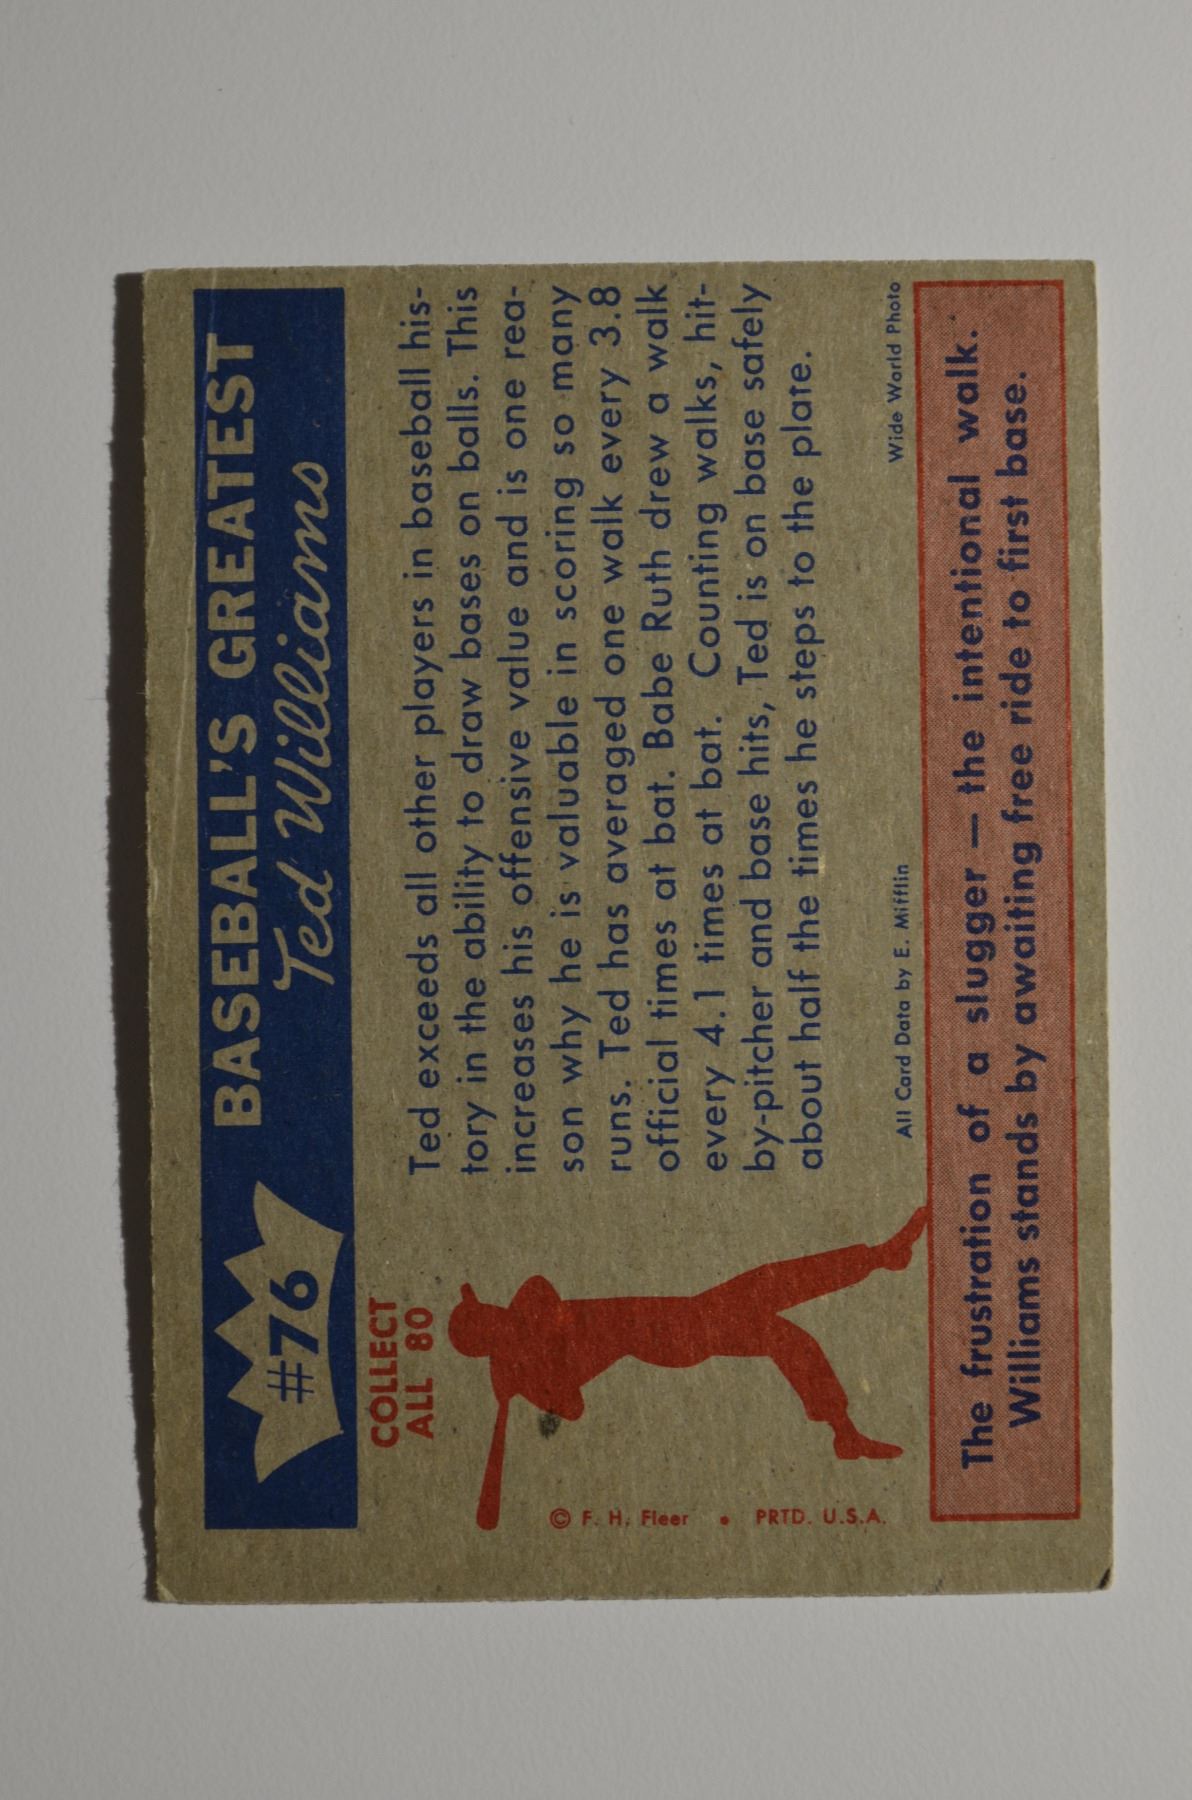 #76
BASEBALL'S GREATEST
Ted Williams
COLLECT
ALL 80
Ted exceeds all other players in baseball his-
tory in the ability to draw bases on balls. This
increases his offensive value and is one rea-
son why he is valuable in scoring so many
runs. Ted has averaged one walk every 3.8
official times at bat. Babe Ruth drew a walk
every 4.1 times at bat. Counting walks, hit-
by-pitcher and base hits, Ted is on base safely
about half the times he steps to the plate.
© F. H. Fleer • PRTD. U.S.A.
All Card Data by E. Mifflin
Wide World Photo
The frustration of a slugger — the intentional walk.
Williams stands by awaiting free ride to first base.